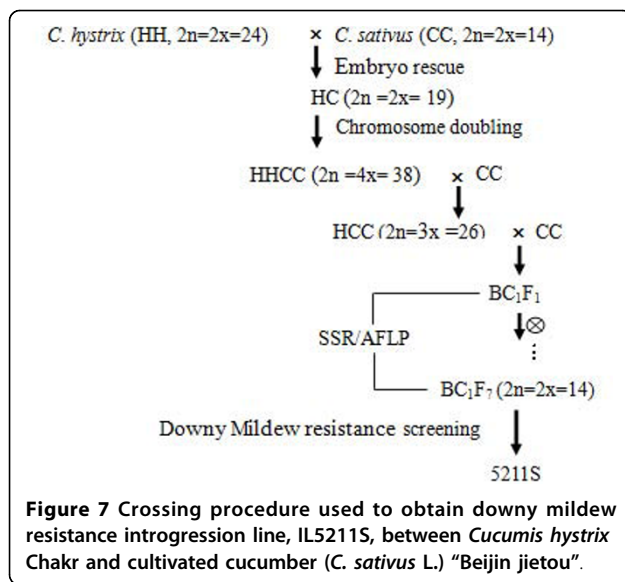 C. hystrix (HH, 2n=2x=24) × C. sativus (CC, 2n=2x=14)
Embryo rescue
HC (2n =2x= 19)
Chromosome doubling
HHCC (2n =4x= 38) × CC
HCC (2n=3x =26) × CC
BC₁F₁
⊗
⋮
SSR/AFLP
BC₁F₇ (2n=2x=14)
Downy Mildew resistance screening
5211S
Figure 7 Crossing procedure used to obtain downy mildew
resistance introgression line, IL5211S, between Cucumis hystrix
Chakr and cultivated cucumber (C. sativus L.) "Beijin jietou".